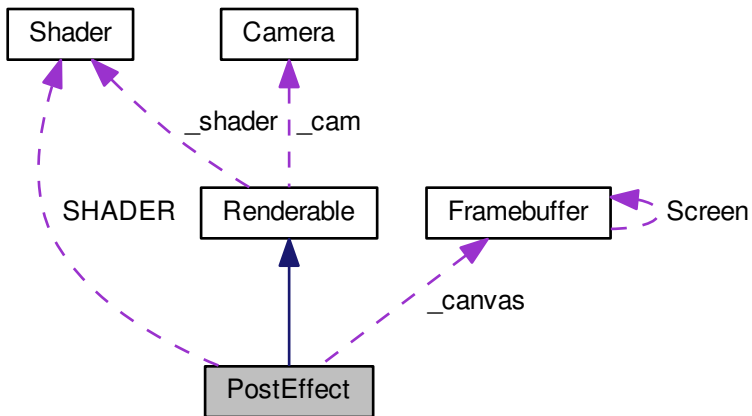 Shader
Camera
_shader
_cam
SHADER
Renderable
Framebuffer
Screen
_canvas
PostEffect